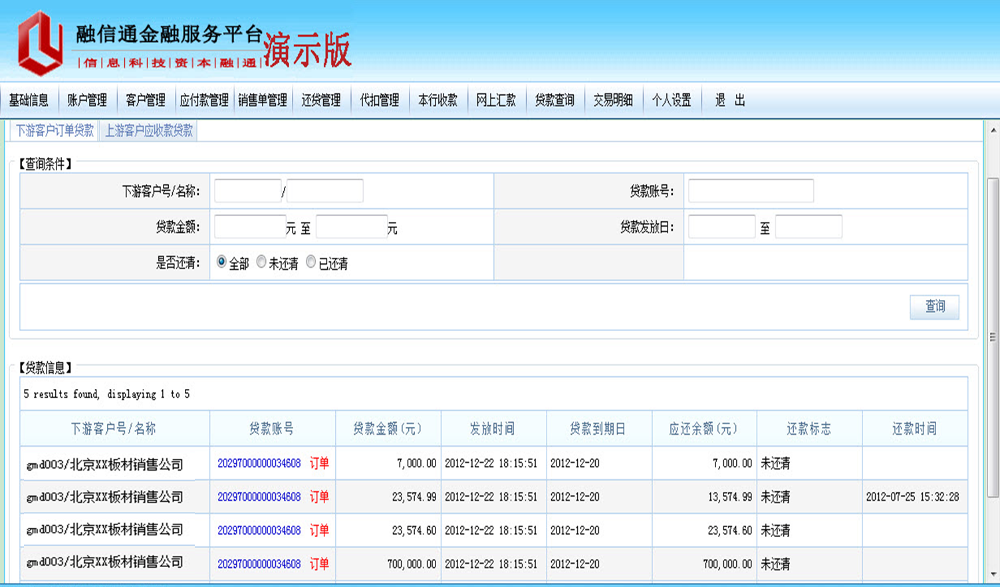 融信通金融服务平台演示版
|信|息|科|技|资|本|融|通|
基础信息 账户管理 客户管理 应付款管理 销售单管理 还贷管理 代扣管理 本行收款 网上汇款 贷款查询 交易明细 个人设置 退 出
下游客户订单贷款 上游客户应收款贷款
【查询条件】
下游客户号/名称: / 贷款账号:
贷款金额: 元 至 元 贷款发放日: 至
是否还清: 全部 未还清 已还清
查询
【贷款信息】
5 results found, displaying 1 to 5
下游客户号/名称 贷款账号 贷款金额(元) 发放时间 贷款到期日 应还余额(元) 还款标志 还款时间
gmd003/北京XX板材销售公司 20297000000034608 订单 7,000.00 2012-12-22 18:15:51 2012-12-20 7,000.00 未还清
gmd003/北京XX板材销售公司 20297000000034608 订单 23,574.99 2012-12-22 18:15:51 2012-12-20 13,574.99 未还清 2012-07-25 15:32:28
gmd003/北京XX板材销售公司 20297000000034608 订单 23,574.60 2012-12-22 18:15:51 2012-12-20 23,574.60 未还清
gmd003/北京XX板材销售公司 20297000000034608 订单 700,000.00 2012-12-22 18:15:51 2012-12-20 700,000.00 未还清